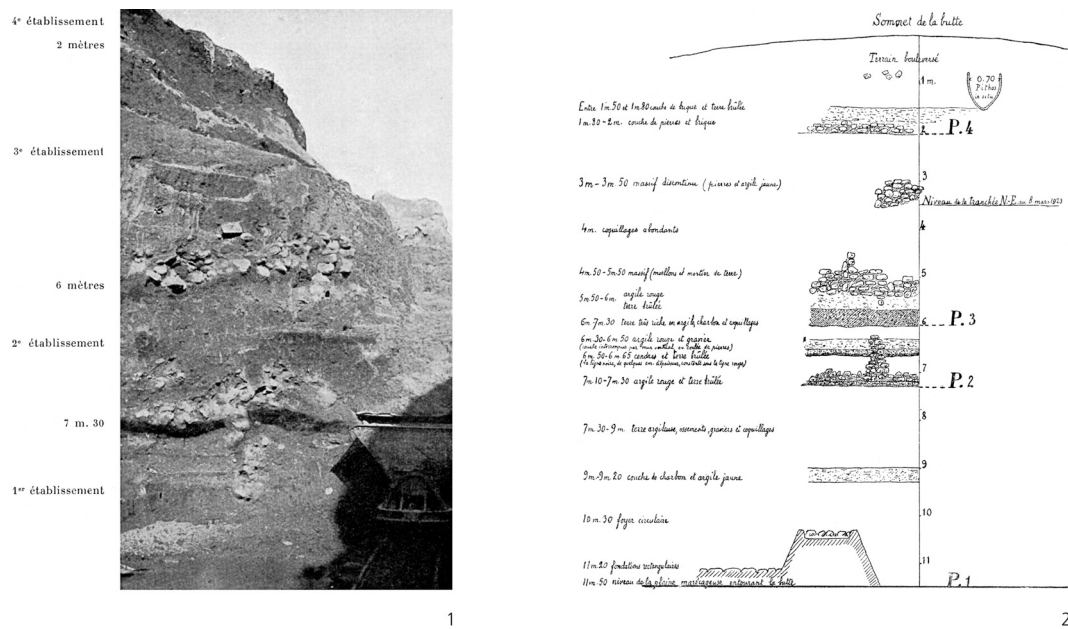 4e établissement
2 mètres
3e établissement
6 mètres
2e établissement
7 m. 30
1er établissement
1
Sommet de la butte
Terrain bouleversé
1 m.
0.70
Pithos
in situ
Entre 1m.50 et 1m.80 couche de brique et terre brûlée
1m.80-2m. couche de pierres et brique
2
P.4
3
3m-3m.50 massif discontinu (pierres et argile jaune)
Niveau de la tranchée N-E. au 8 mars 1923
4
4m. coquillages abondants
4m.50-5m.50 massif (moellons et mortier de terre)
5
5m.50-6m. argile rouge
terre brûlée
6m-7m.30 terre très riche en argile, charbon et coquillages
6
P.3
6m.30-6m.50 argile rouge et gravier
6m.50-6m.65 cendres et terre brûlée
7
7m.10-7m.30 argile rouge et terre brûlée
P.2
8
7m.30-9m. terre argileuse, ossements, graviers et coquillages
9
9m-9m.20 couche de charbon et argile jaune
10
10m.30 foyer circulaire
11
11m.20 fondations rectangulaires
11m.50 niveau de la plaine marécageuse entourant la butte
P.1
2